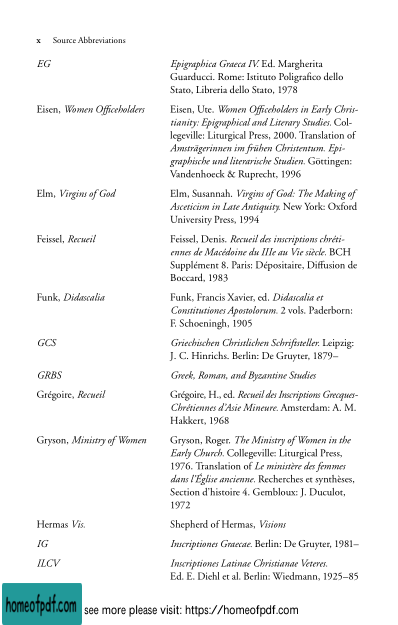 x Source Abbreviations
EG Epigraphica Graeca IV. Ed. Margherita
Guarducci. Rome: Istituto Poligrafico dello
Stato, Libreria dello Stato, 1978
Eisen, Women Officeholders Eisen, Ute. Women Officeholders in Early Chris-
tianity: Epigraphical and Literary Studies. Col-
legeville: Liturgical Press, 2000. Translation of
Amsträgerinnen im frühen Christentum. Epi-
graphische und literarische Studien. Göttingen:
Vandenhoeck & Ruprecht, 1996
Elm, Virgins of God Elm, Susannah. Virgins of God: The Making of
Asceticism in Late Antiquity. New York: Oxford
University Press, 1994
Feissel, Recueil Feissel, Denis. Recueil des inscriptions chréti-
ennes de Macédoine du IIIe au Vie siècle. BCH
Supplément 8. Paris: Dépositaire, Diffusion de
Boccard, 1983
Funk, Didascalia Funk, Francis Xavier, ed. Didascalia et
Constitutiones Apostolorum. 2 vols. Paderborn:
F. Schoeningh, 1905
GCS Griechischen Christlichen Schriftsteller. Leipzig:
J. C. Hinrichs. Berlin: De Gruyter, 1879–
GRBS Greek, Roman, and Byzantine Studies
Grégoire, Recueil Grégoire, H., ed. Recueil des Inscriptions Grecques-
Chrétiennes d'Asie Mineure. Amsterdam: A. M.
Hakkert, 1968
Gryson, Ministry of Women Gryson, Roger. The Ministry of Women in the
Early Church. Collegeville: Liturgical Press,
1976. Translation of Le ministère des femmes
dans l'Église ancienne. Recherches et synthèses,
Section d'histoire 4. Gembloux: J. Duculot,
1972
Hermas Vis. Shepherd of Hermas, Visions
IG Inscriptiones Graecae. Berlin: De Gruyter, 1981–
ILCV Inscriptiones Latinae Christianae Veteres.
Ed. E. Diehl et al. Berlin: Wiedmann, 1925–85
homeofpdf.com see more please visit: https://homeofpdf.com